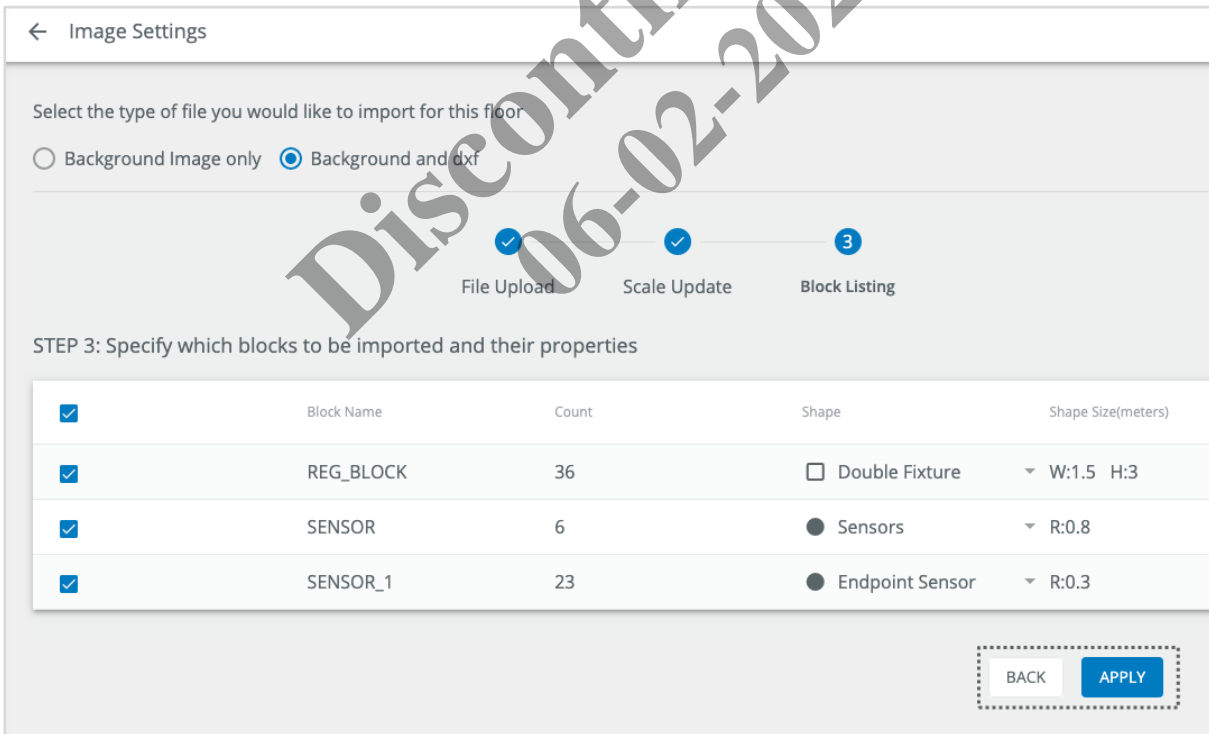 Image Settings
Select the type of file you would like to import for this floor
Background Image only Background and dxf
3
File Upload Scale Update Block Listing
STEP 3: Specify which blocks to be imported and their properties
Block Name Count Shape Shape Size(meters)
REG_BLOCK 36 Double Fixture W:1.5 H:3
SENSOR 6 Sensors R:0.8
SENSOR_1 23 Endpoint Sensor R:0.3
BACK APPLY